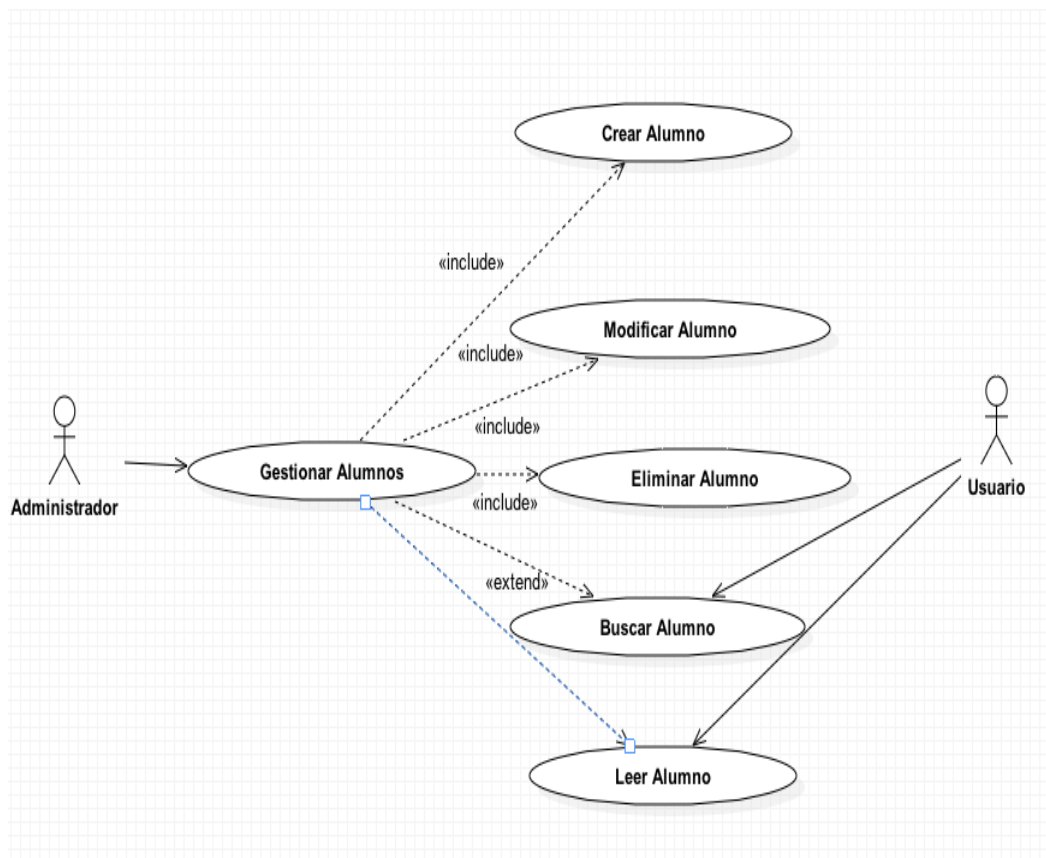 Crear Alumno
«include»
Modificar Alumno
«include»
«include»
Gestionar Alumnos
Eliminar Alumno
Usuario
«include»
Administrador
«extend»
Buscar Alumno
Leer Alumno